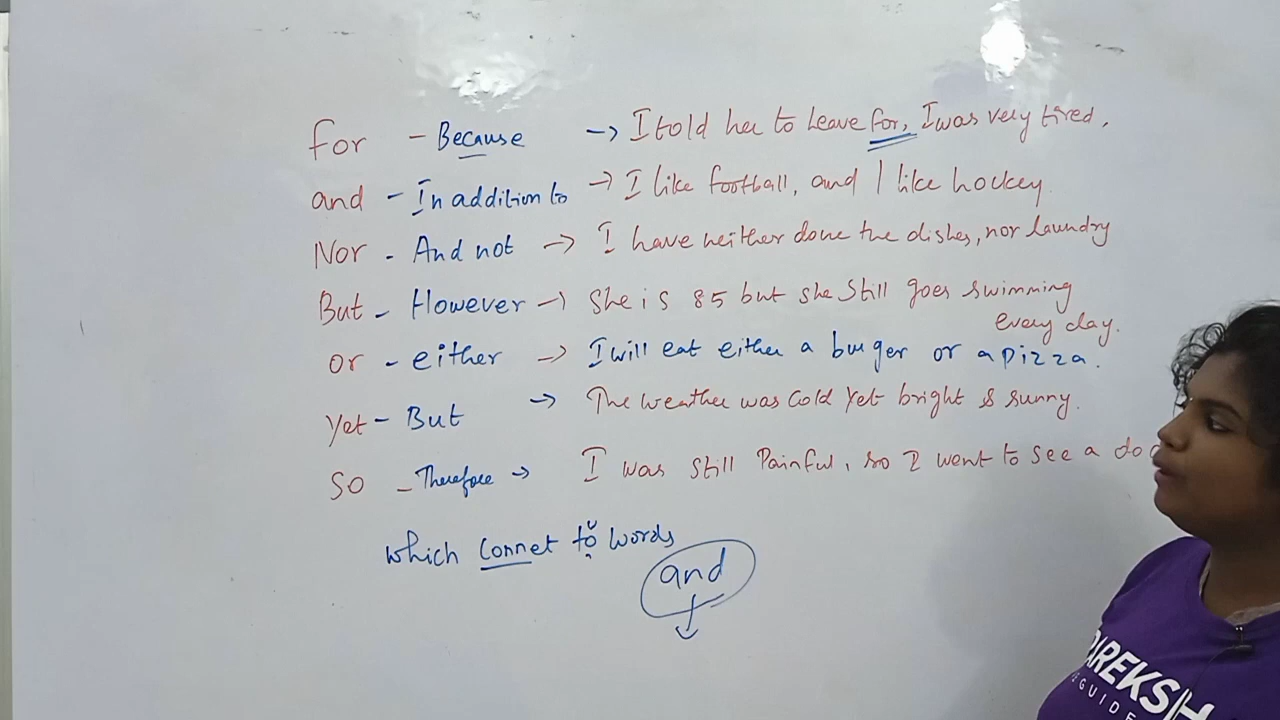 for - Because -> I told her to leave for, I was very tired.
and - In addition to -> I like football, and I like hockey.
Nor - And not -> I have neither done the dishes, nor laundry
But - However -> She is 85 but she still goes swimming
every day.
or - either -> I will eat either a burger or a pizza.
Yet - But -> The weather was cold yet bright & sunny.
SO - Therefore -> I was still Painful, so I went to see a do
which connet to words
and
AREKSH
EGUIDE